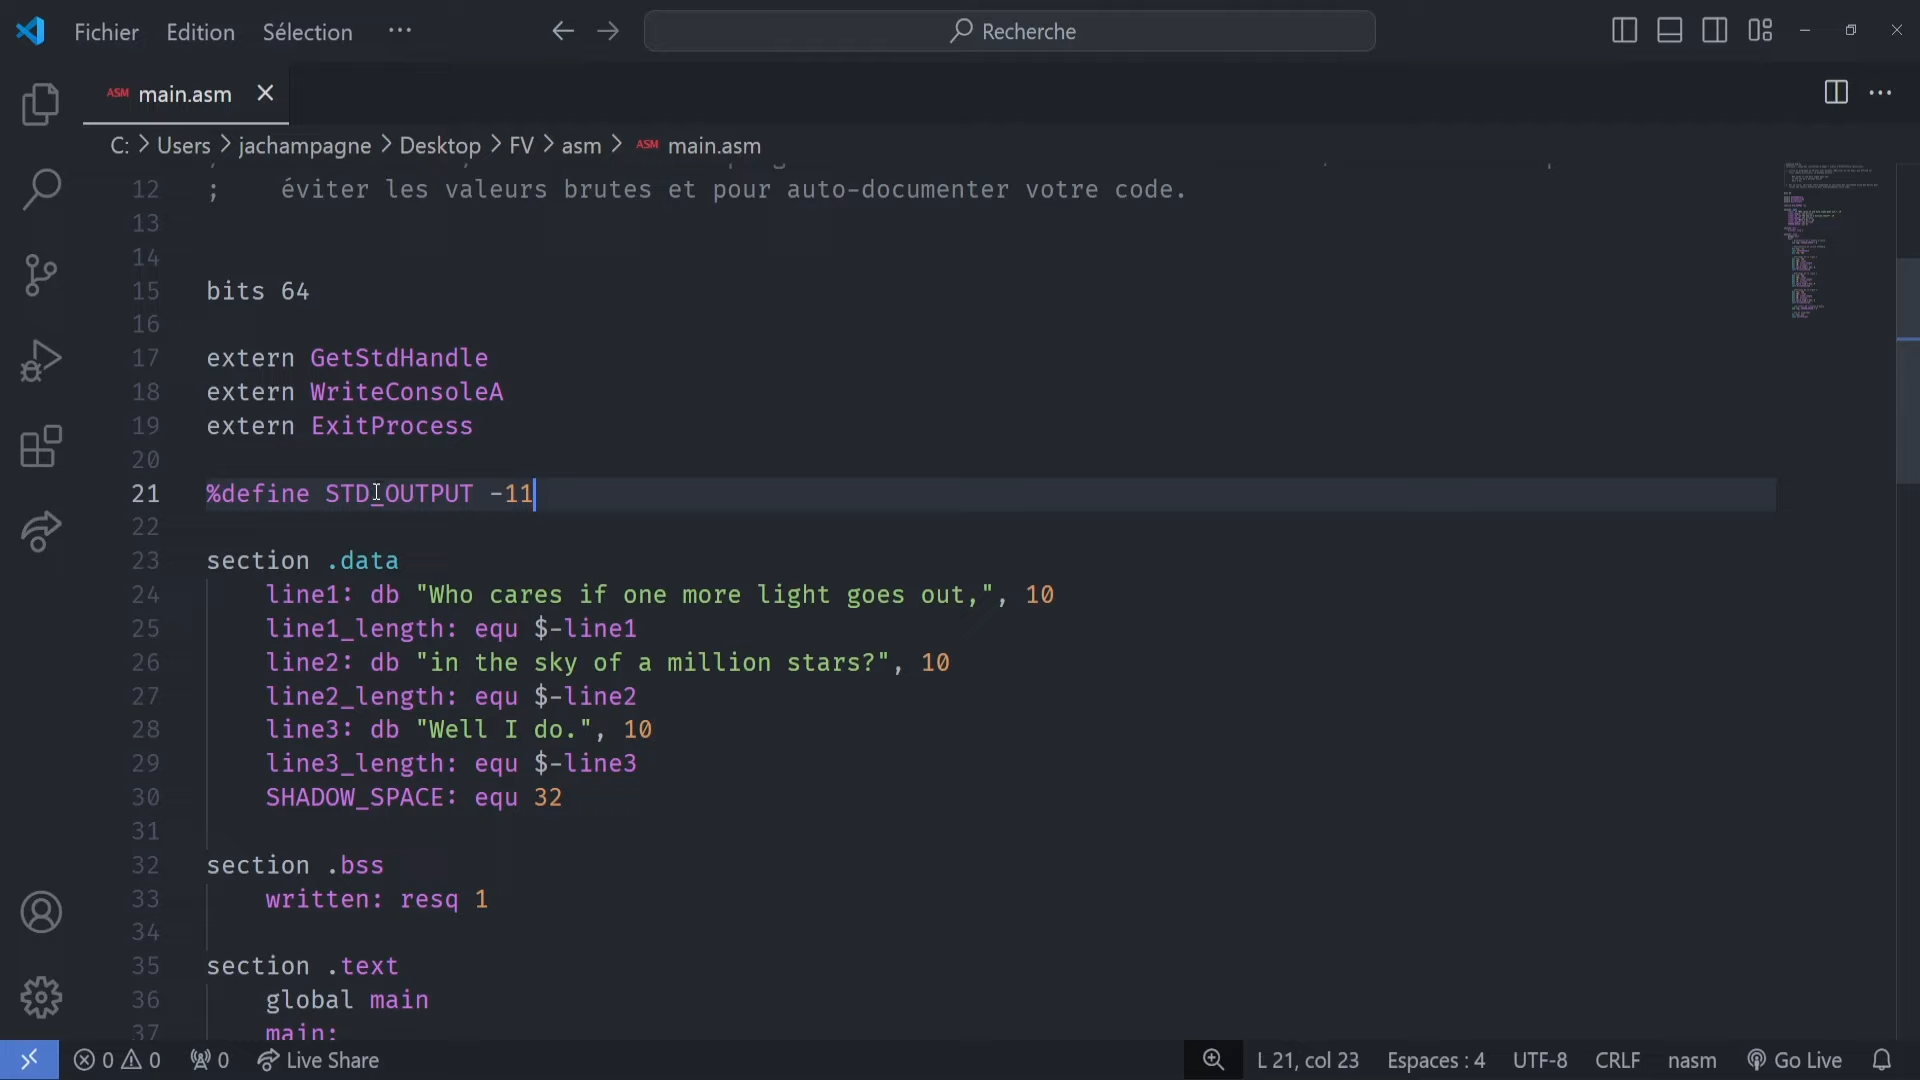 Fichier Edition Sélection ··· Recherche
ASM main.asm
C: > Users > jachampagne > Desktop > FV > asm > ASM main.asm
12 ;    éviter les valeurs brutes et pour auto-documenter votre code.
13
14
15 bits 64
16
17 extern GetStdHandle
18 extern WriteConsoleA
19 extern ExitProcess
20
21 %define STD_OUTPUT -11
22
23 section .data
24     line1: db "Who cares if one more light goes out,", 10
25     line1_length: equ $-line1
26     line2: db "in the sky of a million stars?", 10
27     line2_length: equ $-line2
28     line3: db "Well I do.", 10
29     line3_length: equ $-line3
30     SHADOW_SPACE: equ 32
31
32 section .bss
33     written: resq 1
34
35 section .text
36     global main
37     main:
0 0 0 Live Share L 21, col 23 Espaces : 4 UTF-8 CRLF nasm Go Live